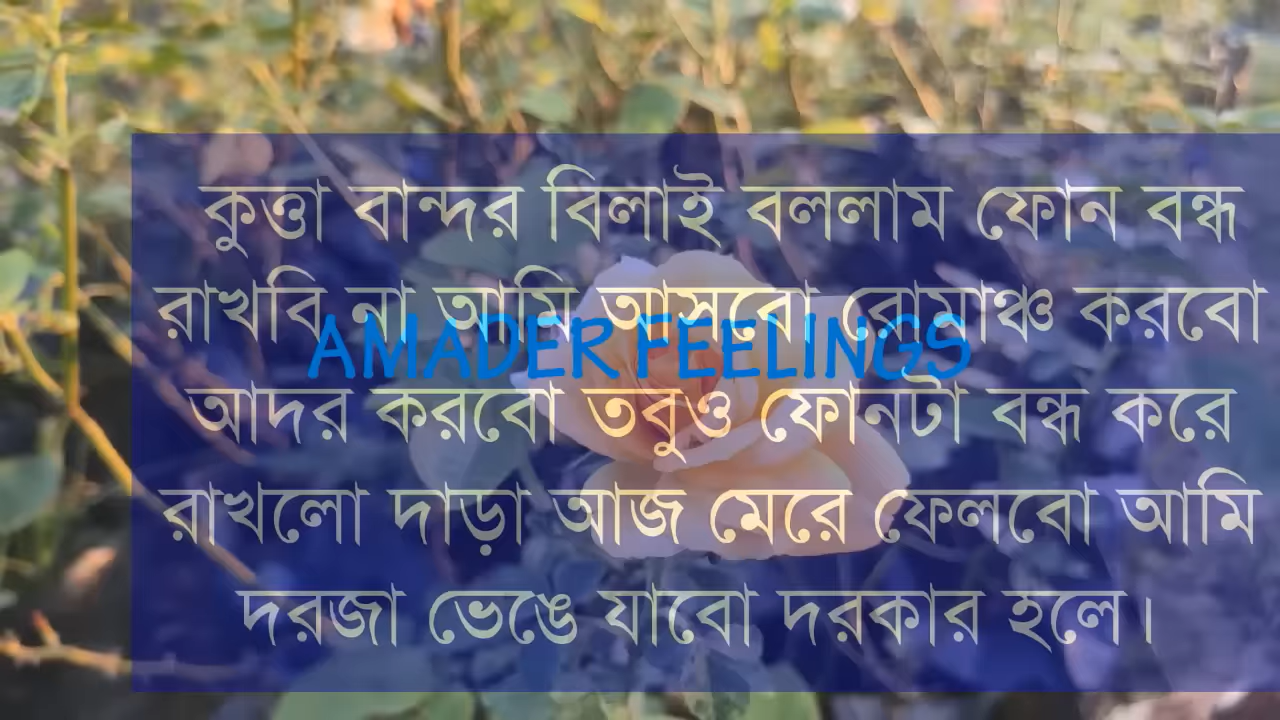 কুত্তা বান্দর বিলাই বললাম ফোন বন্ধ
রাখবি না আমি আসবো রোমাঞ্চ করবো
AMADER FEELINGS
আদর করবো তবুও ফোনটা বন্ধ করে
রাখলো দাড়া আজ মেরে ফেলবো আমি
দরজা ভেঙে যাবো দরকার হলে।